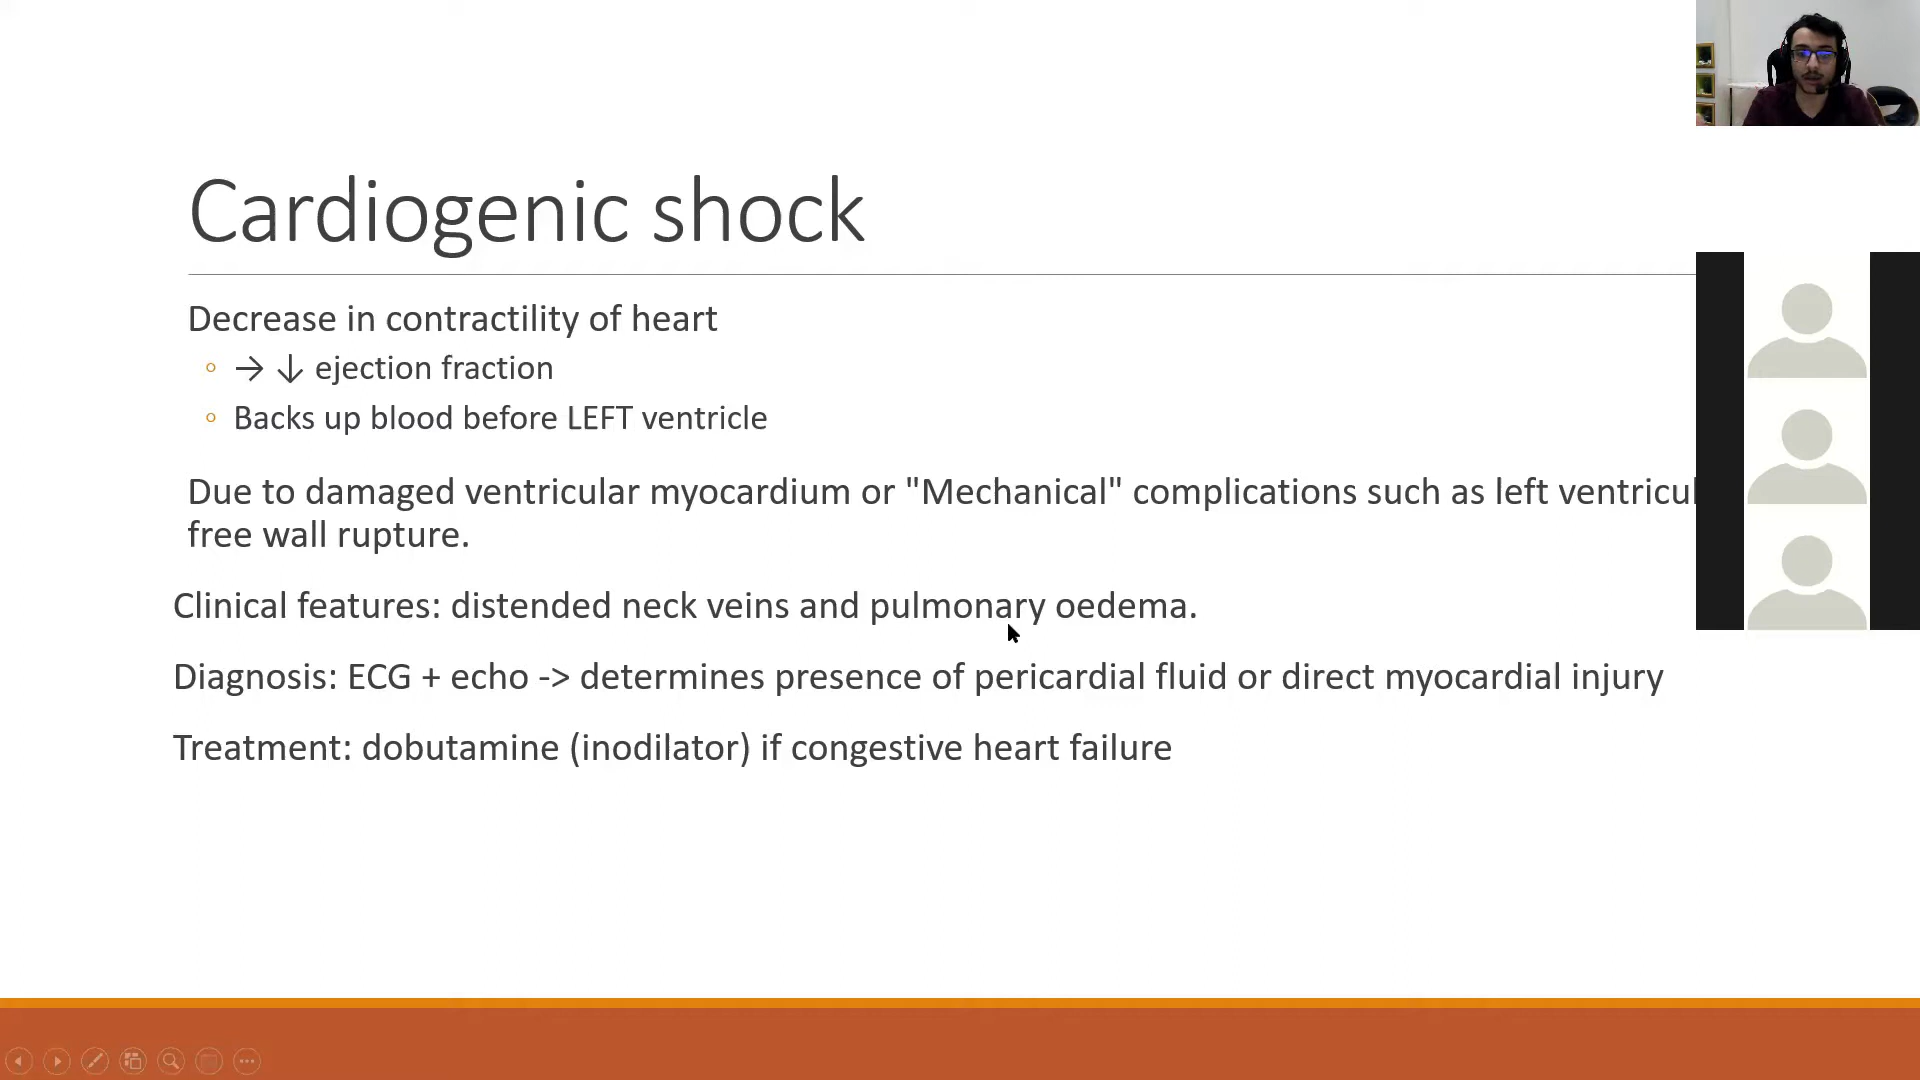 Cardiogenic shock
Decrease in contractility of heart
→ ↓ ejection fraction
Backs up blood before LEFT ventricle
Due to damaged ventricular myocardium or "Mechanical" complications such as left
free wall rupture.
Clinical features: distended neck veins and pulmonary oedema.
Diagnosis: ECG + echo -> determines presence of pericardial fluid or direct myocardial injury
Treatment: dobutamine (inodilator) if congestive heart failure